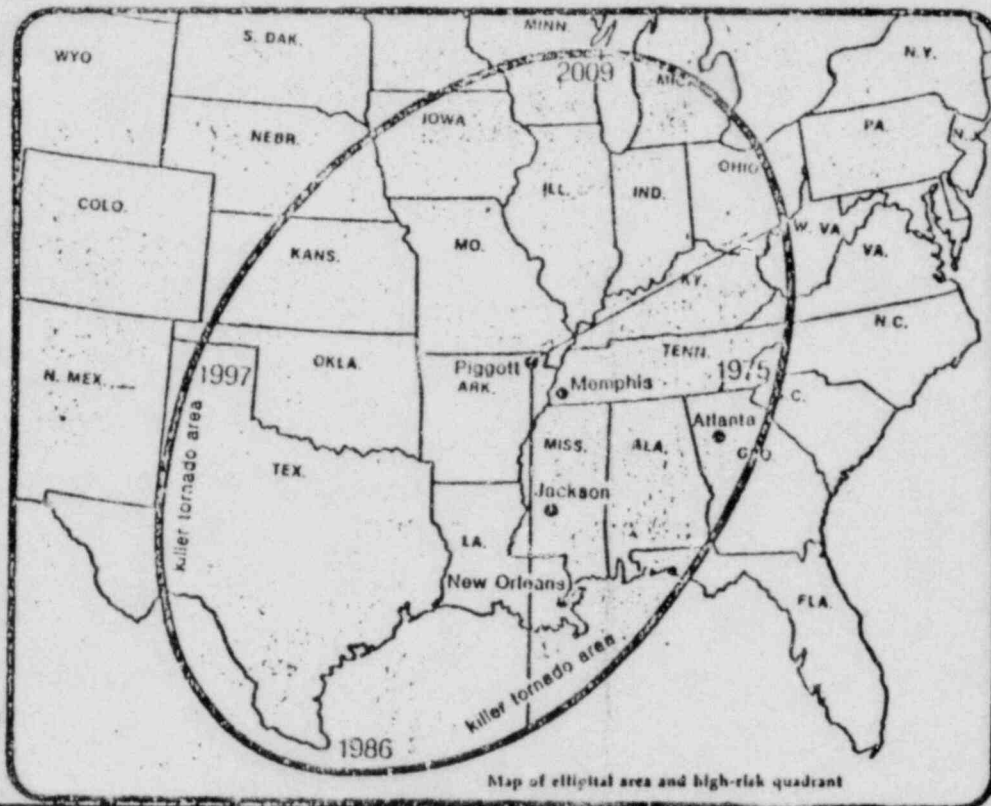 MINN.
S. DAK.
WYO
N.Y.
2009
MIC
IOWA
PA.
NEBR.
OHIO
ILL.
IND.
COLO.
W. VA.
MO.
VA.
KANS.
KY.
N.C.
TENN.
OKLA.
Piggott
1975
N. MEX.
1997
ARK.
Memphis
C.
Atlanta
killer tornado area
MISS.
ALA.
TEX.
Jackson
LA.
New Orleans
FLA.
killer tornado area
1986
Map of elligital area and high-risk quadrant